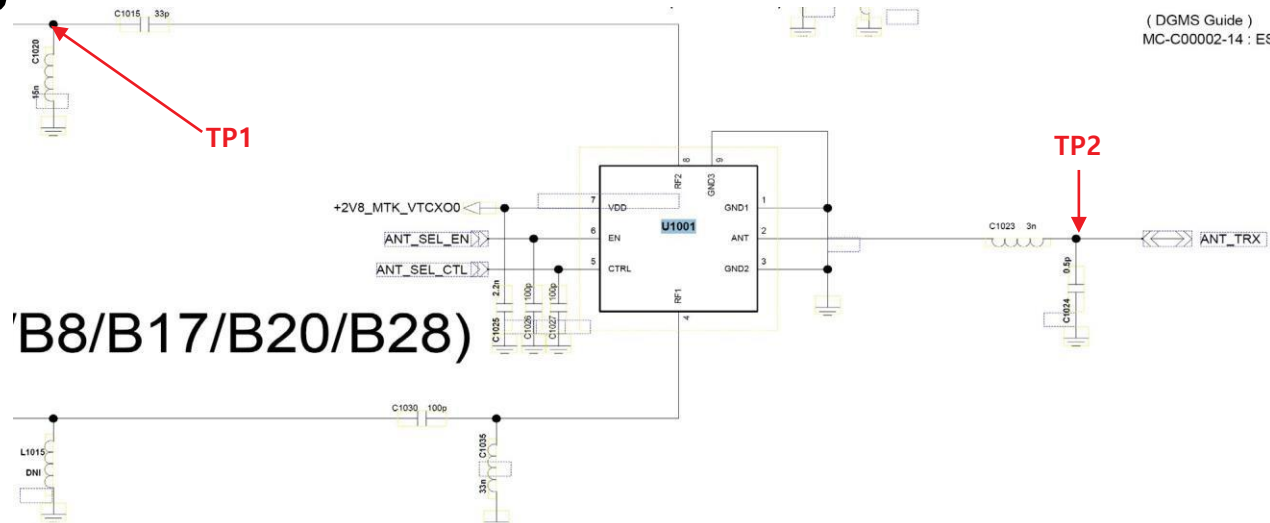 C1015 33p
( DGMS Guide )
MC-C00002-14 : ES
C1020
15n
TP1
TP2
8
9
RF2
GND3
+2V8_MTK_VTCXO0
7
VDD
GND1
1
U1001
C1023 3n
ANT_SEL_EN
6
EN
ANT
2
ANT_TRX
ANT_SEL_CTL
5
CTRL
GND2
3
0.5p
C1024
2.2n
100p
100p
RF1
4
C1025
C1026
C1027
/B8/B17/B20/B28)
C1030 100p
L1015
DNI
C1035
33n